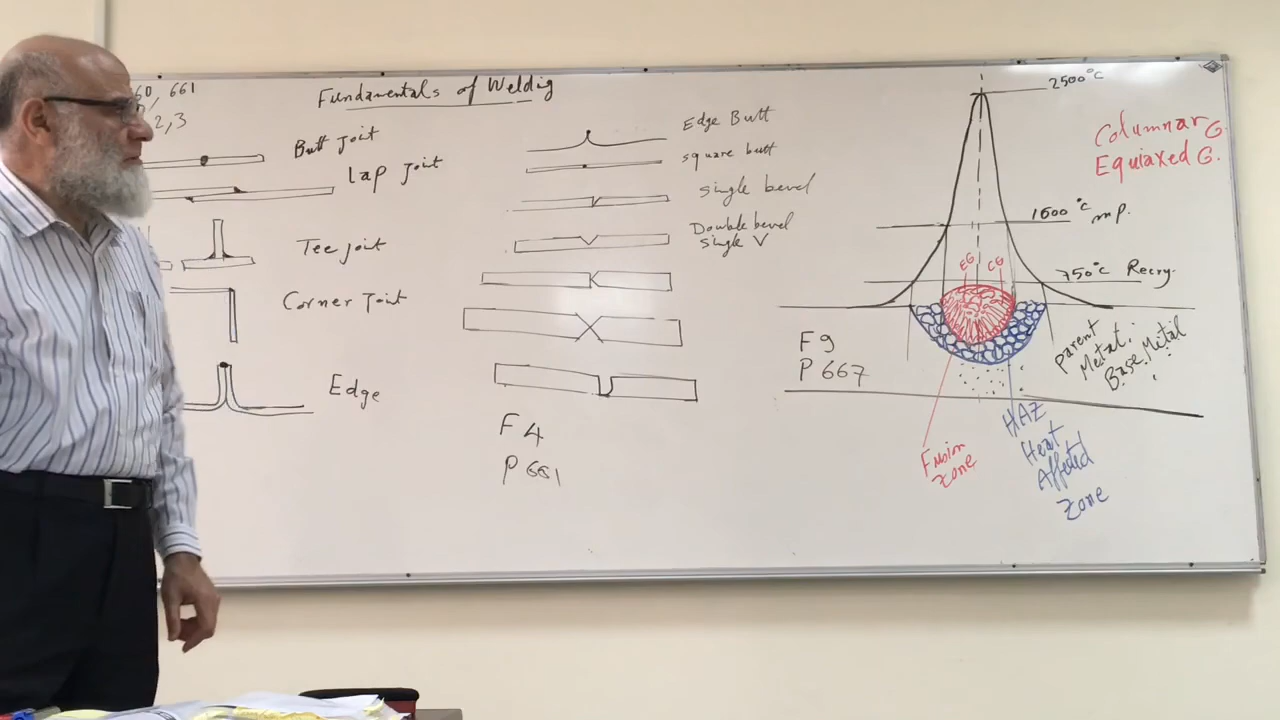 60, 661
2, 3
Fundamentals of Weldig
Butt Joint
Lap Joint
Tee Joint
Corner Joint
Edge
Edge Butt
square butt
single bevel
Double bevel
single V
F 4
P 661
2500°C
Columnar G.
Equiaxed G.
1600°C m.p.
750°C Recry.
EG CG
F 9
P 667
Parent
Metal;
Base Metal
Fusion
Zone
HAZ
Heat
Affected
Zone